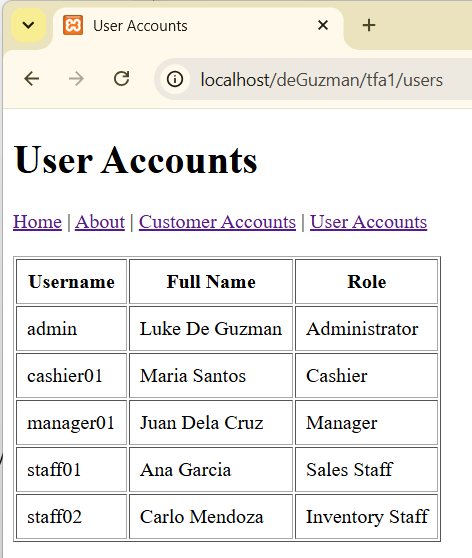 User Accounts
localhost/deGuzman/tfa1/users
User Accounts
Home | About | Customer Accounts | User Accounts
Username Full Name Role
admin Luke De Guzman Administrator
cashier01 Maria Santos Cashier
manager01 Juan Dela Cruz Manager
staff01 Ana Garcia Sales Staff
staff02 Carlo Mendoza Inventory Staff